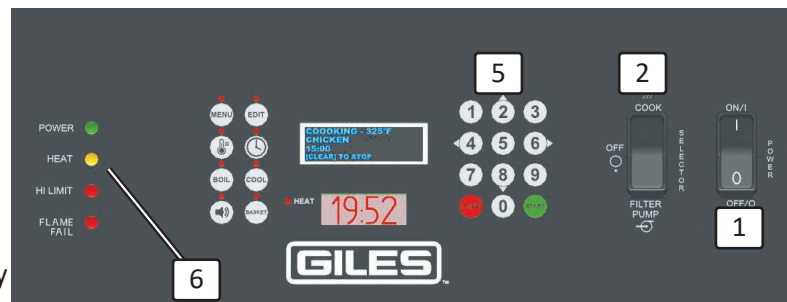 POWER
HEAT
HI LIMIT
FLAME
FAIL
y
6
MENU
EDIT
BOIL
COOL
BASKET
COOOKING - 325°F
CHICKEN
15:00
[CLEAR] TO STOP
HEAT
19:52
GILES
TM
5
1 2 3
4 5 6
7 8 9
0 START
2
COOK
OFF
SELECTOR
FILTER
PUMP
ON/I
I
0
POWER
OFF/O
1